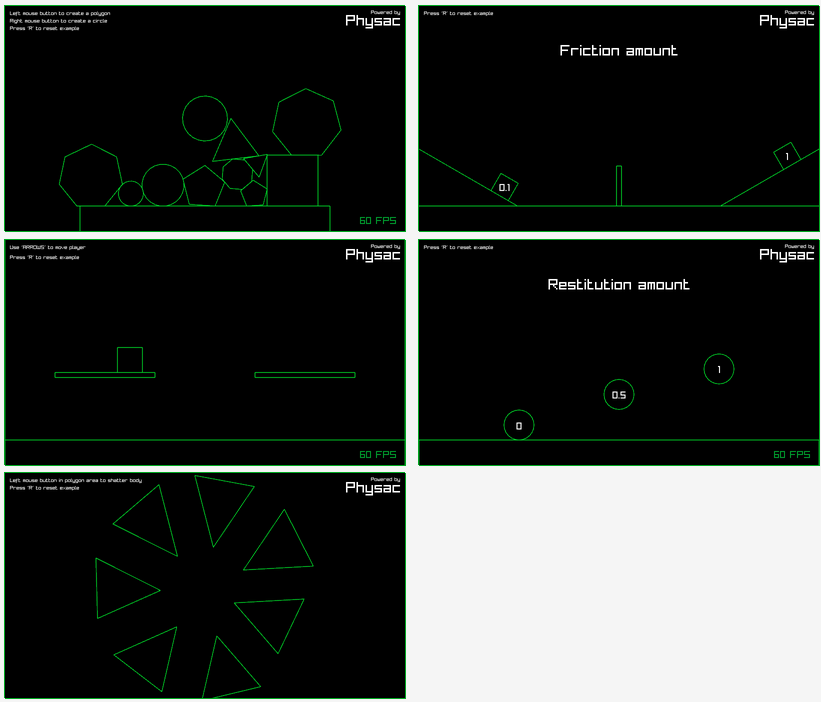 Left mouse button to create a polygon
Right mouse button to create a circle
Press 'R' to reset example
Powered by
Physac
60 FPS
Press 'R' to reset example
Powered by
Physac
Friction amount
0.1
1
Use 'ARROWS' to move player
Press 'R' to reset example
Powered by
Physac
60 FPS
Press 'R' to reset example
Powered by
Physac
Restitution amount
1
0.5
0
60 FPS
Left mouse button in polygon area to shatter body
Press 'R' to reset example
Powered by
Physac